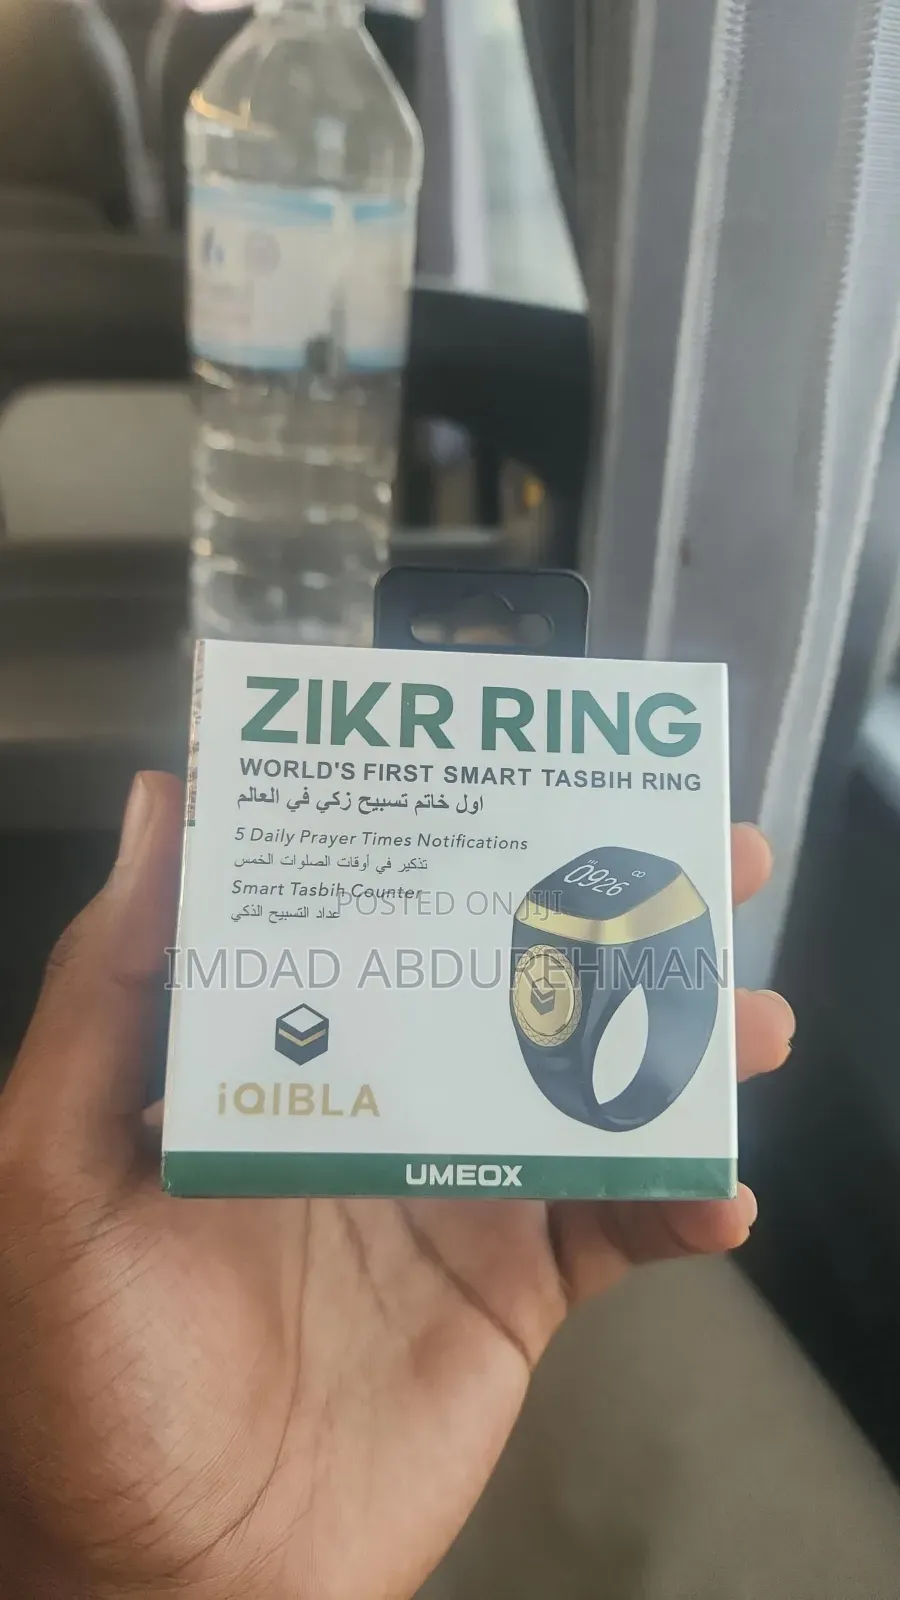 ZIKR RING
WORLD'S FIRST SMART TASBIH RING
اول خاتم تسبيح زكي في العالم
5 Daily Prayer Times Notifications
تذكير في أوقات الصلوات الخمس
Smart Tasbih Counter
عداد التسبيح الذكي
0926
POSTED ON JIJI
IMDAD ABDUREHMAN
iQIBLA
UMEOX